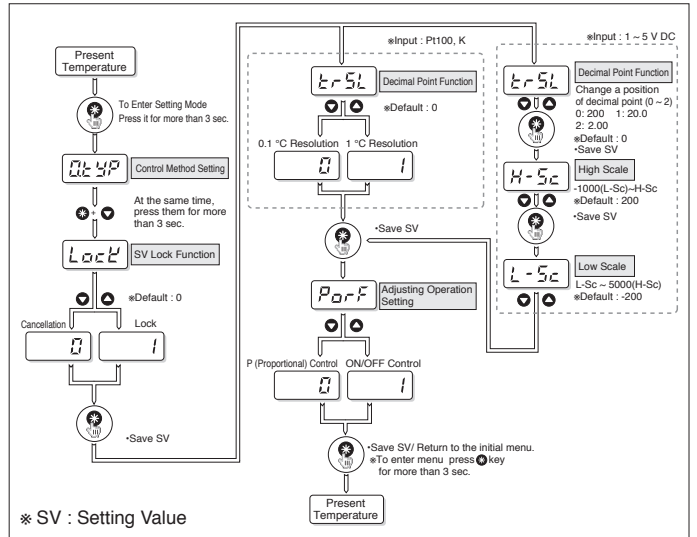 Present
Temperature
To Enter Setting Mode
Press it for more than 3 sec.
Control Method Setting
At the same time,
press them for more
than 3 sec.
LocK
SV Lock Function
※Default : 0
Cancellation
Lock
0
1
•Save SV
※ SV : Setting Value
※Input : Pt100, K
trSL
Decimal Point Function
※Default : 0
0.1 °C Resolution
1 °C Resolution
0
1
•Save SV
PorF
Adjusting Operation
Setting
P (Proportional) Control
ON/OFF Control
0
1
•Save SV/ Return to the initial menu.
※To enter menu press key
for more than 3 sec.
Present
Temperature
※Input : 1 ~ 5 V DC
trSL
Decimal Point Function
Change a position
of decimal point (0 ~ 2)
0: 200 1: 20.0
2: 2.00
※Default : 0
•Save SV
H-Sc
High Scale
-1000(L-Sc)~H-Sc
※Default : 200
•Save SV
L-Sc
Low Scale
L-Sc ~ 5000(H-Sc)
※Default : -200